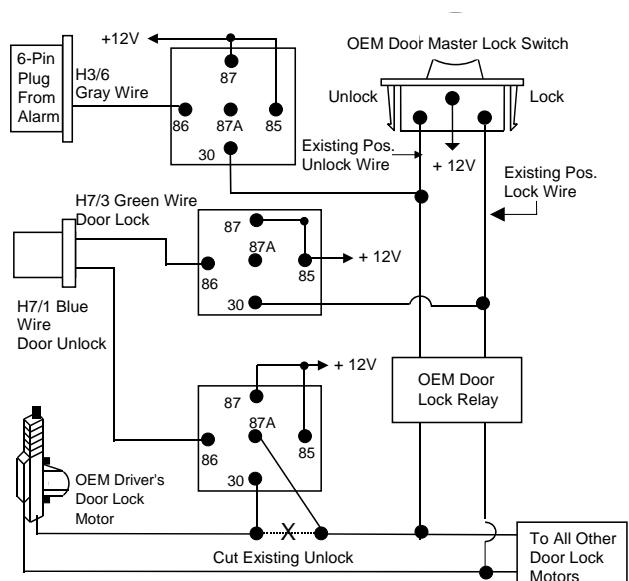 +12V
OEM Door Master Lock Switch
6-Pin
Plug
From
Alarm
H3/6
Gray Wire
87
86
87A
85
30
Unlock
Lock
Existing Pos.
Unlock Wire
+ 12V
Existing Pos.
Lock Wire
H7/3 Green Wire
Door Lock
87
87A
86
85
30
+ 12V
H7/1 Blue
Wire
Door Unlock
+ 12V
87
87A
86
85
30
OEM Door
Lock Relay
OEM Driver's
Door Lock
Motor
X
Cut Existing Unlock
To All Other
Door Lock
Motors